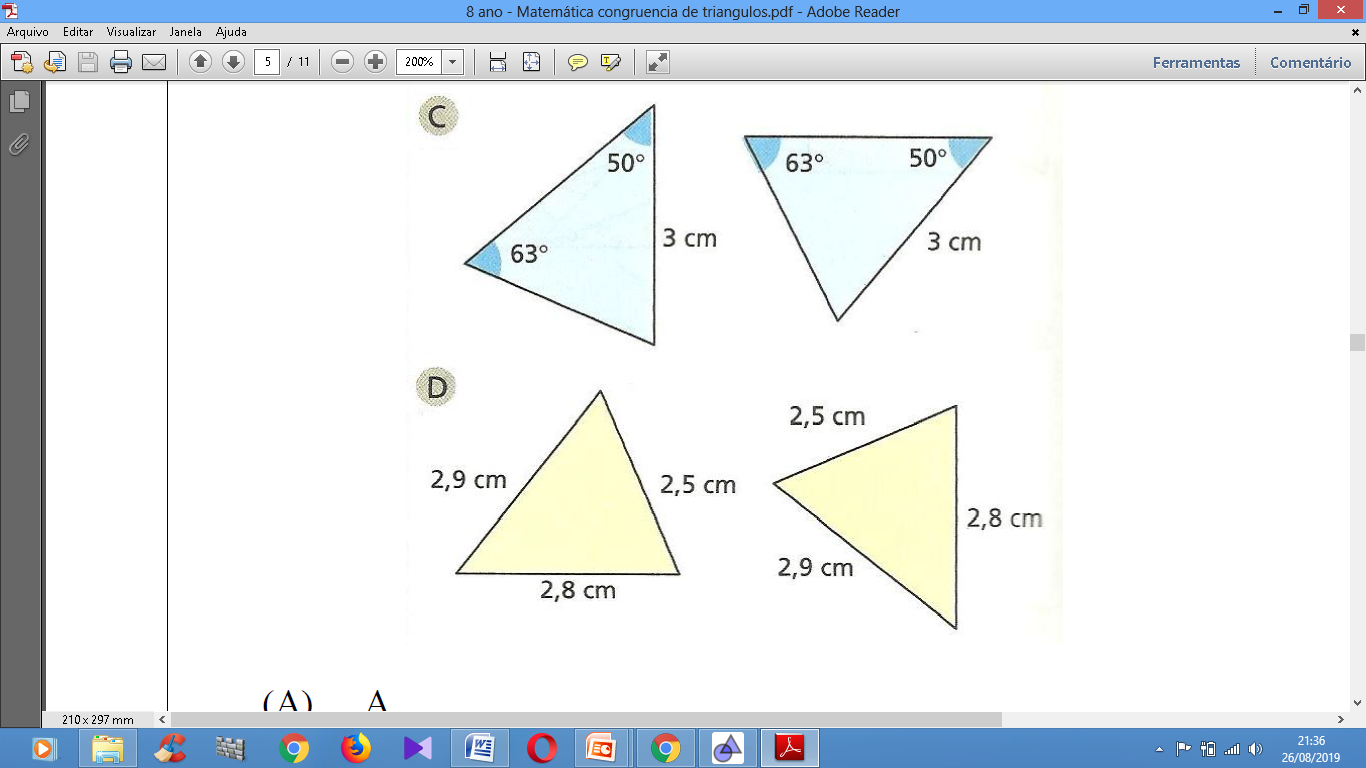 8 ano - Matemática congruencia de triangulos.pdf - Adobe Reader
Arquivo Editar Visualizar Janela Ajuda
5 / 11 200% Ferramentas Comentário
C
50°
63°
3 cm
63°
50°
3 cm
D
2,9 cm
2,5 cm
2,8 cm
2,5 cm
2,8 cm
2,9 cm
(A) A
210 x 297 mm
21:36
26/08/2019